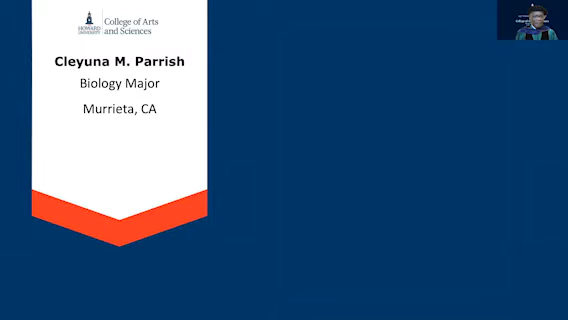 HOWARD
UNIVERSITY
College of Arts
and Sciences
Cleyuna M. Parrish
Biology Major
Murrieta, CA